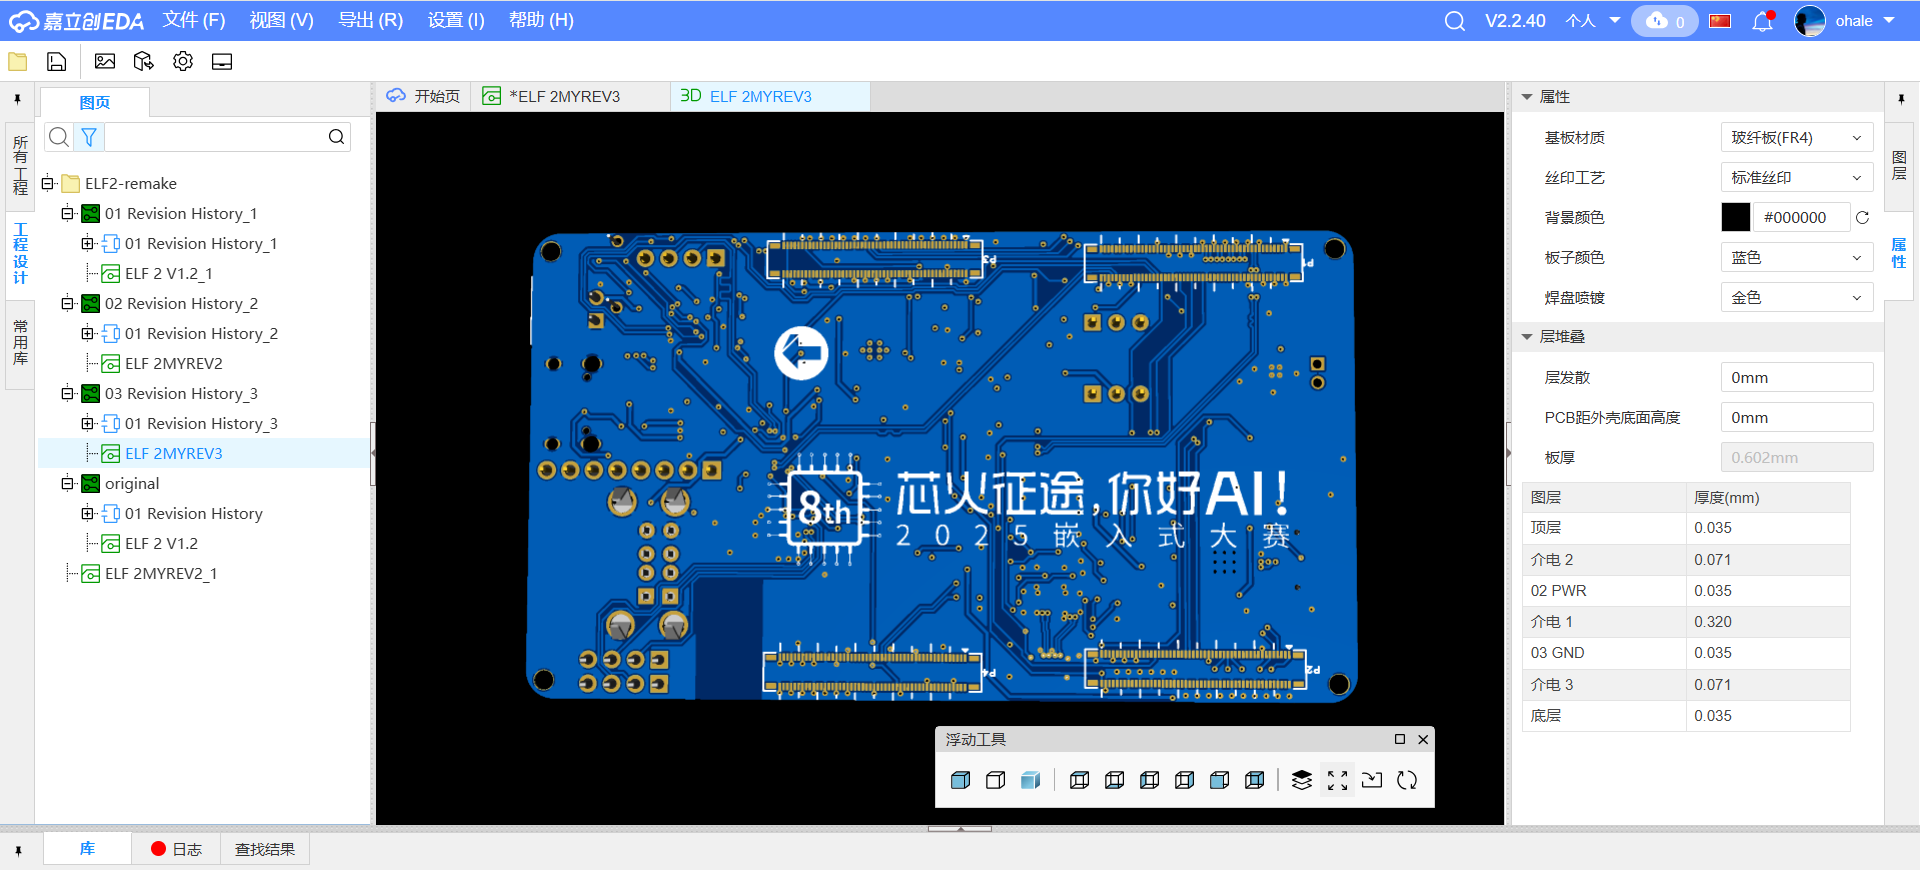 嘉立创EDA 文件 (F) 视图 (V) 导出 (R) 设置 (I) 帮助 (H) V2.2.40 个人 0 ohale
图页
开始页 *ELF 2MYREV3 3D ELF 2MYREV3
所有工程
工程设计
常用库
ELF2-remake
01 Revision History_1
01 Revision History_1
ELF 2 V1.2_1
02 Revision History_2
01 Revision History_2
ELF 2MYREV2
03 Revision History_3
01 Revision History_3
ELF 2MYREV3
original
01 Revision History
ELF 2 V1.2
ELF 2MYREV2_1
P3
P1
8th
芯火征途,你好AI!
2025嵌入式大赛
P4
P2
浮动工具
属性
基板材质 玻纤板(FR4)
丝印工艺 标准丝印
背景颜色 #000000
板子颜色 蓝色
焊盘喷镀 金色
层堆叠
层发散 0mm
PCB距外壳底面高度 0mm
板厚 0.602mm
图层 厚度(mm)
顶层 0.035
介电 2 0.071
02 PWR 0.035
介电 1 0.320
03 GND 0.035
介电 3 0.071
底层 0.035
图层
属性
库 日志 查找结果